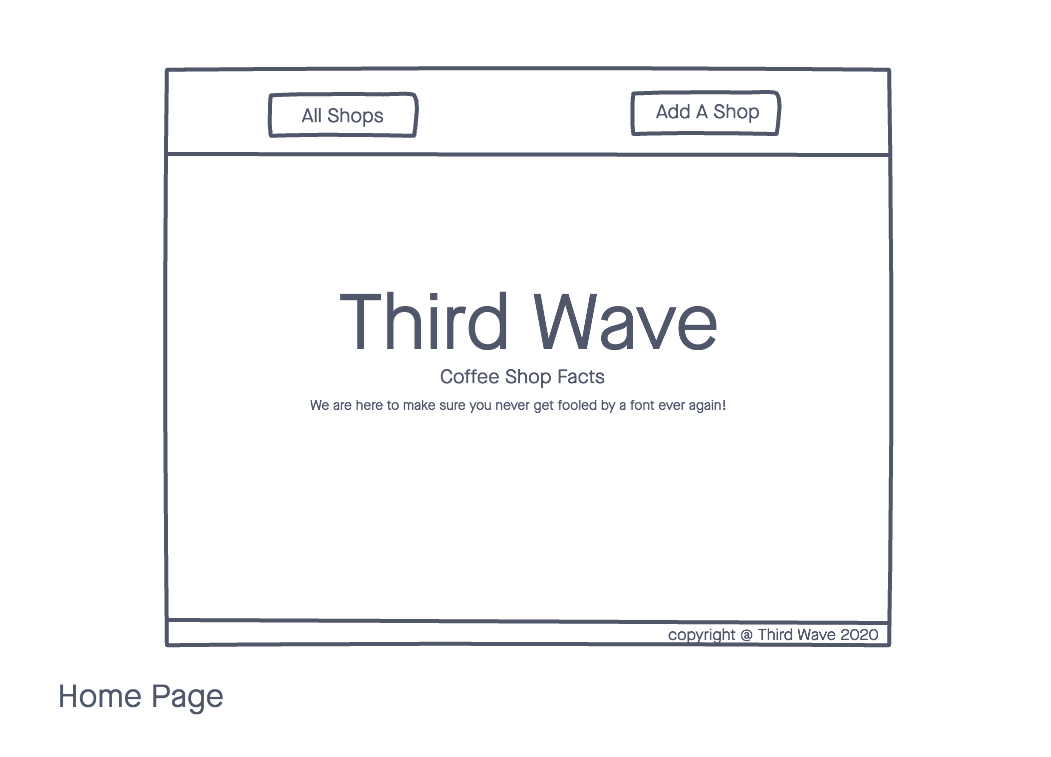 All Shops
Add A Shop
Third Wave
Coffee Shop Facts
We are here to make sure you never get fooled by a font ever again!
copyright @ Third Wave 2020
Home Page